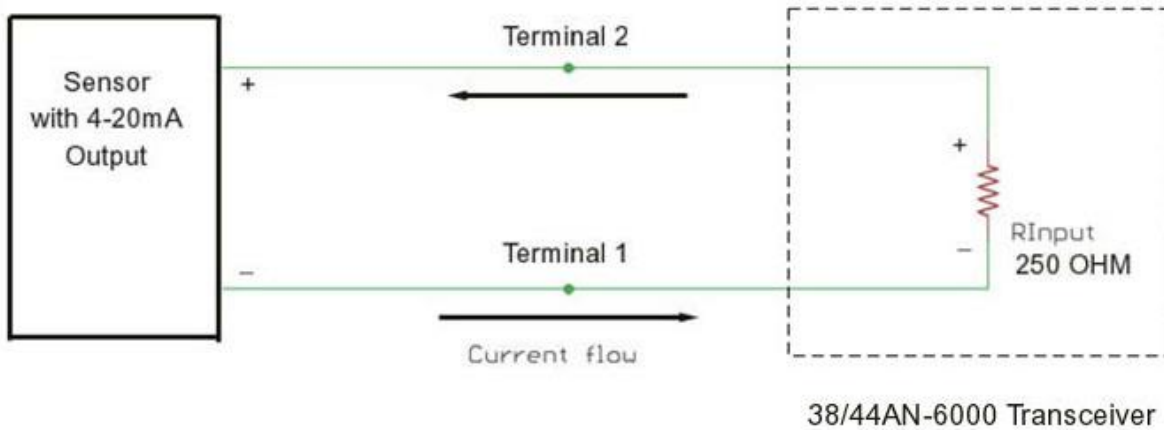 Terminal 2
Sensor
with 4-20mA
Output
+
+
RInput
250 OHM
−
Terminal 1
−
Current flow
38/44AN-6000 Transceiver